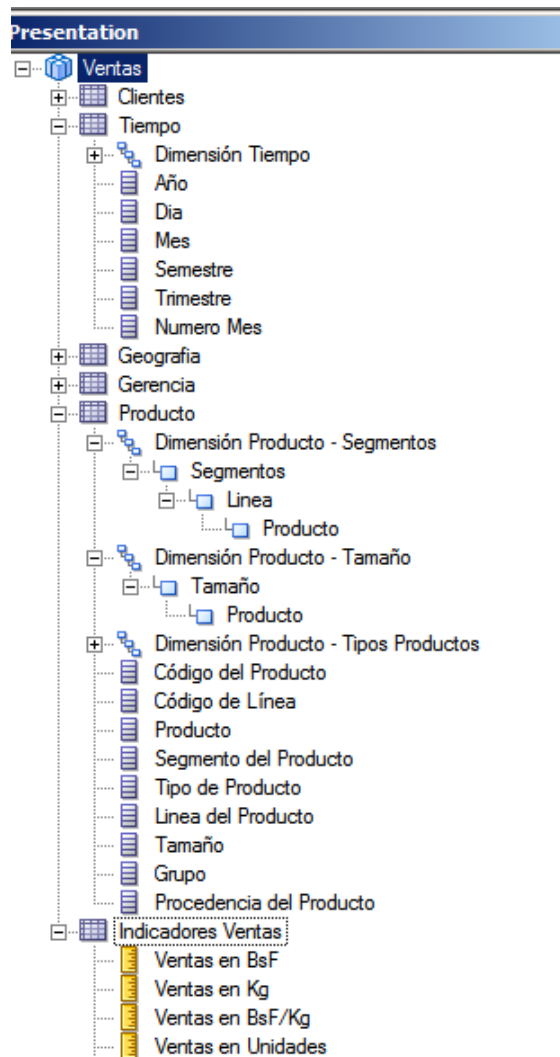 Presentation
Ventas
Clientes
Tiempo
Dimensión Tiempo
Año
Dia
Mes
Semestre
Trimestre
Numero Mes
Geografia
Gerencia
Producto
Dimensión Producto - Segmentos
Segmentos
Linea
Producto
Dimensión Producto - Tamaño
Tamaño
Producto
Dimensión Producto - Tipos Productos
Código del Producto
Código de Línea
Producto
Segmento del Producto
Tipo de Producto
Linea del Producto
Tamaño
Grupo
Procedencia del Producto
Indicadores Ventas
Ventas en BsF
Ventas en Kg
Ventas en BsF/Kg
Ventas en Unidades